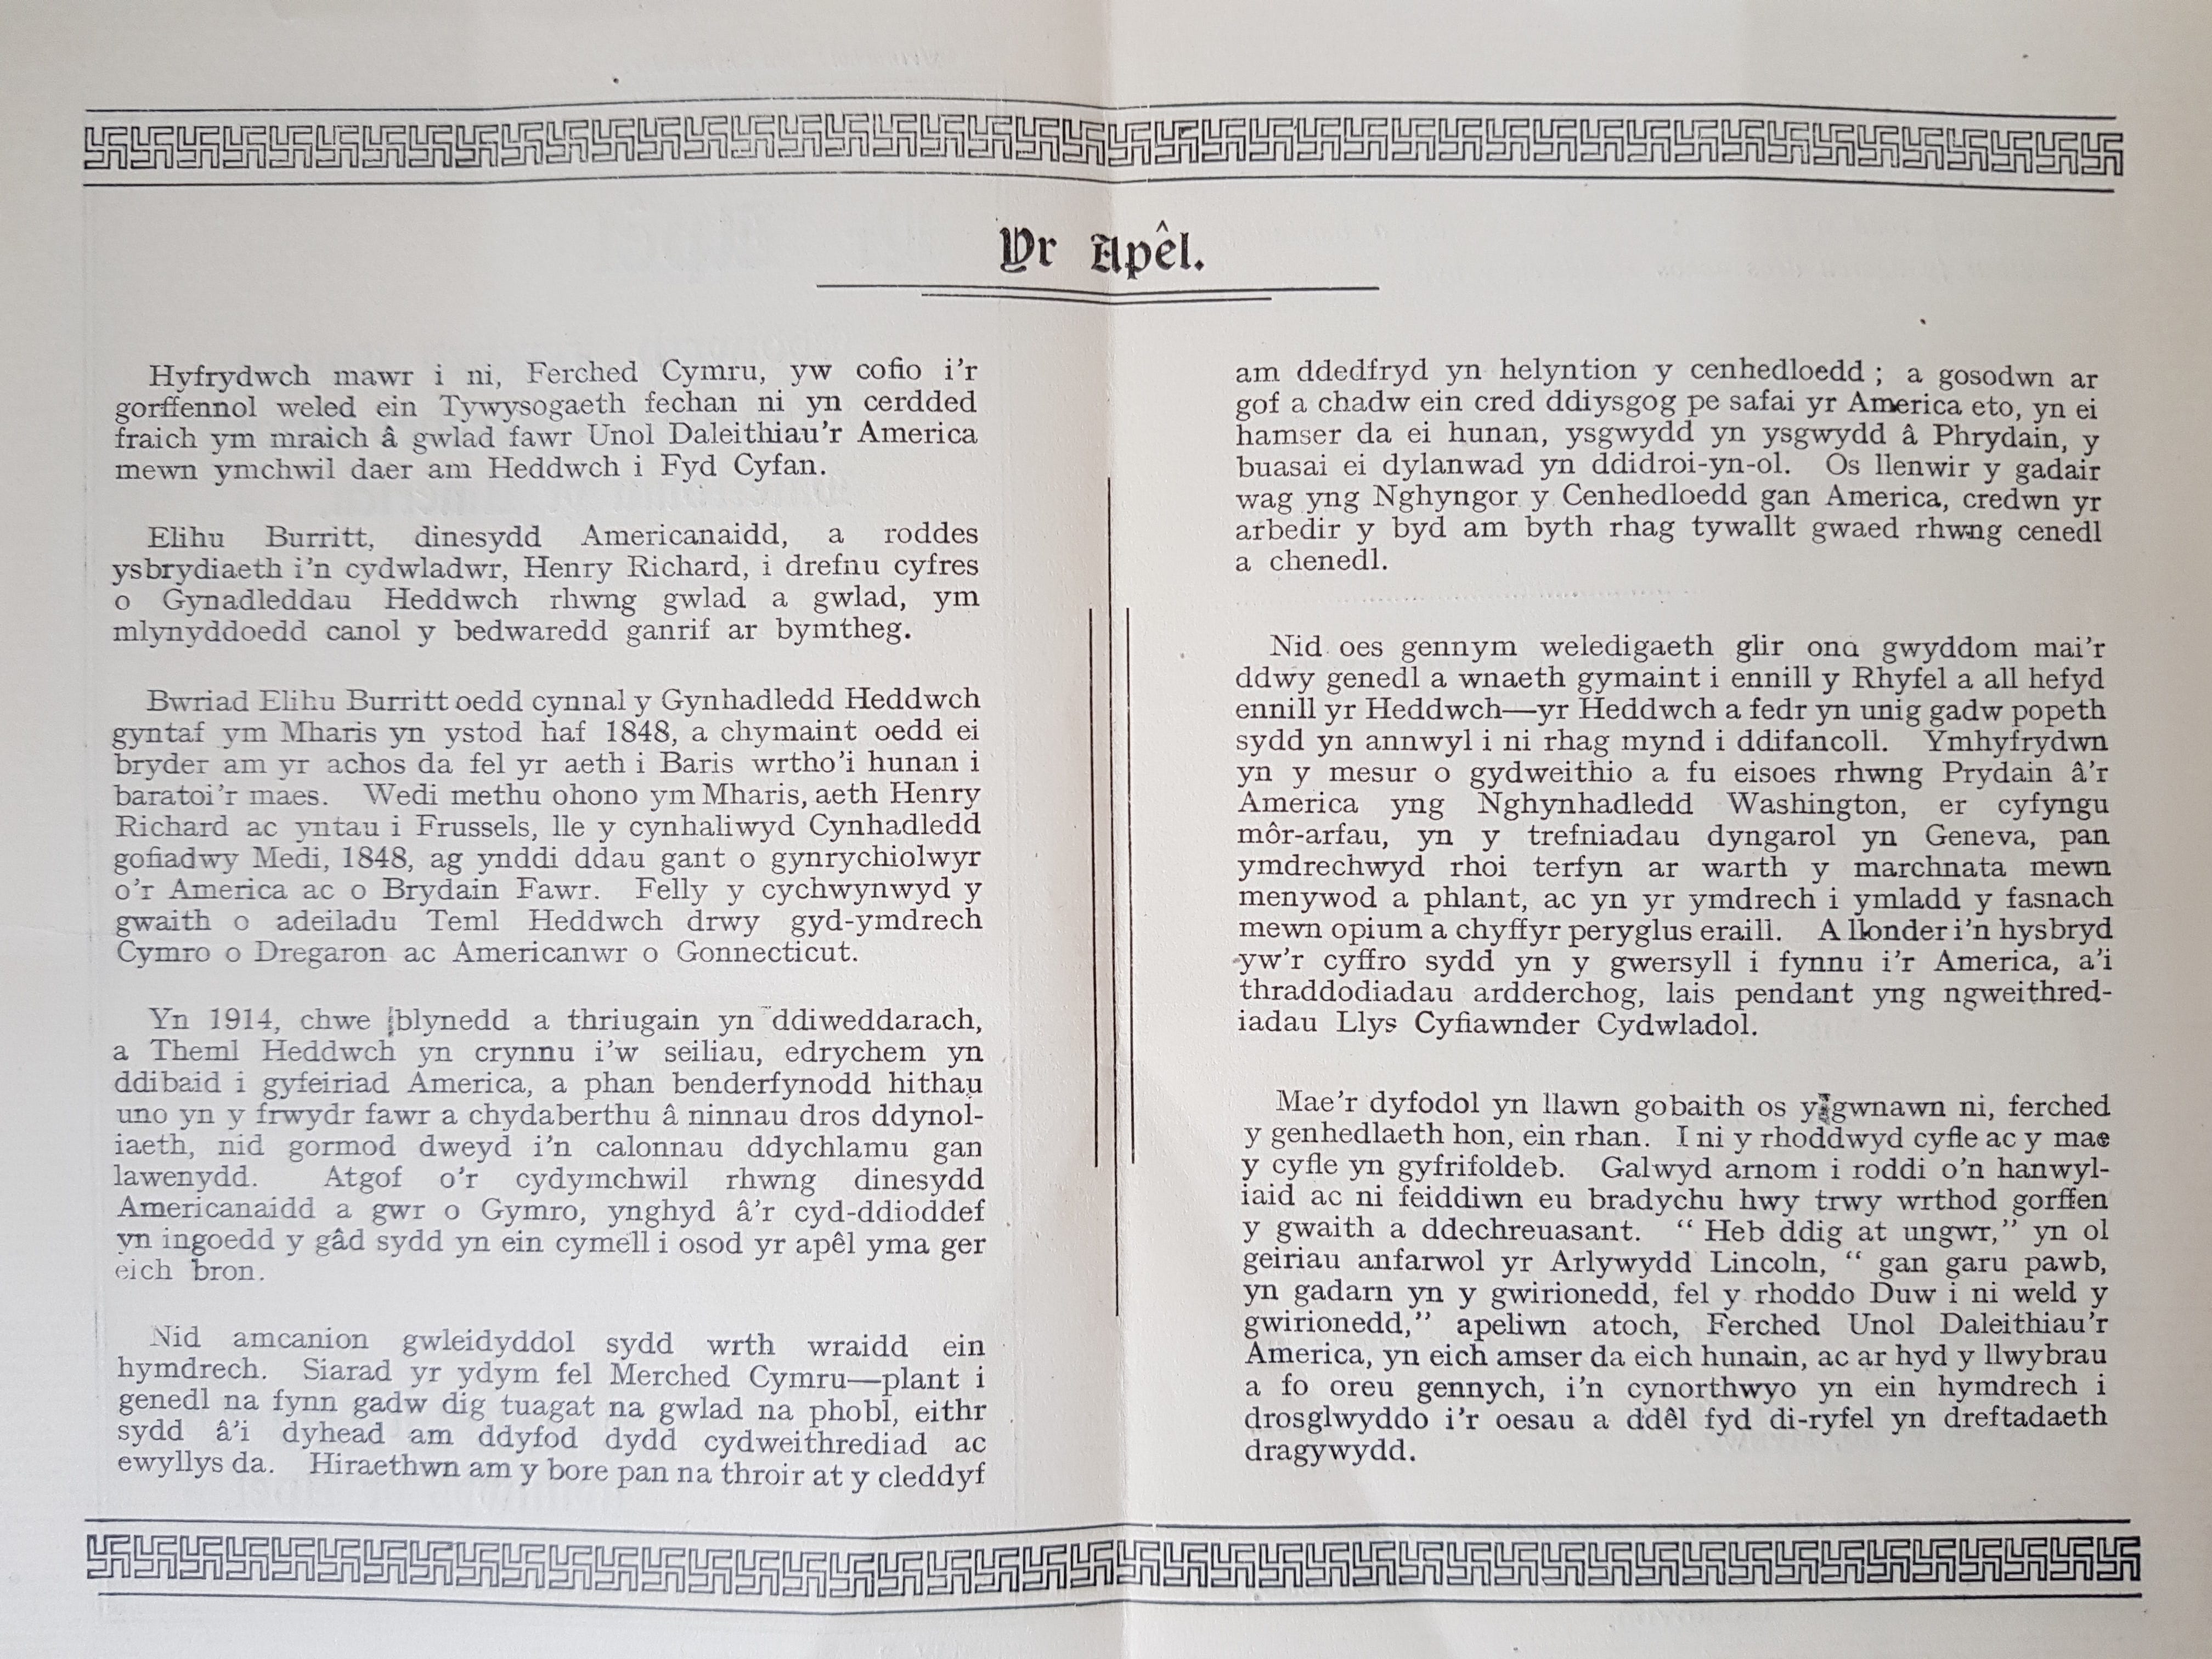 Yr Apêl.
Hyfrydwch mawr i ni, Ferched Cymru, yw cofio i'r
gorffennol weled ein Tywysogaeth fechan ni yn cerdded
fraich ym mraich â gwlad fawr Unol Daleithiau'r America
mewn ymchwil daer am Heddwch i Fyd Cyfan.
Elihu Burritt, dinesydd Americanaidd, a roddes
ysbrydiaeth i'n cydwladwr, Henry Richard, i drefnu cyfres
o Gynadleddau Heddwch rhwng gwlad a gwlad, ym
mlynyddoedd canol y bedwaredd ganrif ar bymtheg.
Bwriad Elihu Burritt oedd cynnal y Gynhadledd Heddwch
gyntaf ym Mharis yn ystod haf 1848, a chymaint oedd ei
bryder am yr achos da fel yr aeth i Baris wrtho'i hunan i
baratoi'r maes. Wedi methu ohono ym Mharis, aeth Henry
Richard ac yntau i Frussels, lle y cynhaliwyd Cynhadledd
gofiadwy Medi, 1848, ag ynddi ddau gant o gynrychiolwyr
o'r America ac o Brydain Fawr. Felly y cychwynwyd y
gwaith o adeiladu Teml Heddwch drwy gyd-ymdrech
Cymro o Dregaron ac Americanwr o Gonnecticut.
Yn 1914, chwe blynedd a thriugain yn ddiweddarach,
a Theml Heddwch yn crynnu i'w seiliau, edrychem yn
ddibaid i gyfeiriad America, a phan benderfynodd hithau
uno yn y frwydr fawr a chydaberthu â ninnau dros ddynol-
iaeth, nid gormod dweyd i'n calonnau ddychlamu gan
lawenydd. Atgof o'r cydymchwil rhwng dinesydd
Americanaidd a gwr o Gymro, ynghyd â'r cyd-ddioddef
yn ingoedd y gâd sydd yn ein cymell i osod yr apêl yma ger
eich bron.
Nid amcanion gwleidyddol sydd wrth wraidd ein
hymdrech. Siarad yr ydym fel Merched Cymru—plant i
genedl na fynn gadw dig tuagat na gwlad na phobl, eithr
sydd â'i dyhead am ddyfod dydd cydweithrediad ac
ewyllys da. Hiraethwn am y bore pan na throir at y cleddyf
am ddedfryd yn helyntion y cenhedloedd; a gosodwn ar
gof a chadw ein cred ddiysgog pe safai yr America eto, yn ei
hamser da ei hunan, ysgwydd yn ysgwydd â Phrydain, y
buasai ei dylanwad yn ddidroi-yn-ol. Os llenwir y gadair
wag yng Nghyngor y Cenhedloedd gan America, credwn yr
arbedir y byd am byth rhag tywallt gwaed rhwng cenedl
a chenedl.
Nid oes gennym weledigaeth glir ond gwyddom mai'r
ddwy genedl a wnaeth gymaint i ennill y Rhyfel a all hefyd
ennill yr Heddwch—yr Heddwch a fedr yn unig gadw popeth
sydd yn annwyl i ni rhag mynd i ddifancoll. Ymhyfrydwn
yn y mesur o gydweithio a fu eisoes rhwng Prydain â'r
America yng Nghynhadledd Washington, er cyfyngu
môr-arfau, yn y trefniadau dyngarol yn Geneva, pan
ymdrechwyd rhoi terfyn ar warth y marchnata mewn
menywod a phlant, ac yn yr ymdrech i ymladd y fasnach
mewn opium a chyffyr peryglus eraill. A llonder i'n hysbryd
yw'r cyffro sydd yn y gwersyll i fynnu i'r America, a'i
thraddodiadau ardderchog, lais pendant yng ngweithred-
iadau Llys Cyfiawnder Cydwladol.
Mae'r dyfodol yn llawn gobaith os y gwnawn ni, ferched
y genhedlaeth hon, ein rhan. I ni y rhoddwyd cyfle ac y mae
y cyfle yn gyfrifoldeb. Galwyd arnom i roddi o'n hanwyl-
iaid ac ni feiddiwn eu bradychu hwy trwy wrthod gorffen
y gwaith a ddechreuasant. "Heb ddig at ungwr," yn ol
geiriau anfarwol yr Arlywydd Lincoln, "gan garu pawb,
yn gadarn yn y gwirionedd, fel y rhoddo Duw i ni weld y
gwirionedd," apeliwn atoch, Ferched Unol Daleithiau'r
America, yn eich amser da eich hunain, ac ar hyd y llwybrau
a fo oreu gennych, i'n cynorthwyo yn ein hymdrech i
drosglwyddo i'r oesau a ddêl fyd di-ryfel yn dreftadaeth
dragywydd.